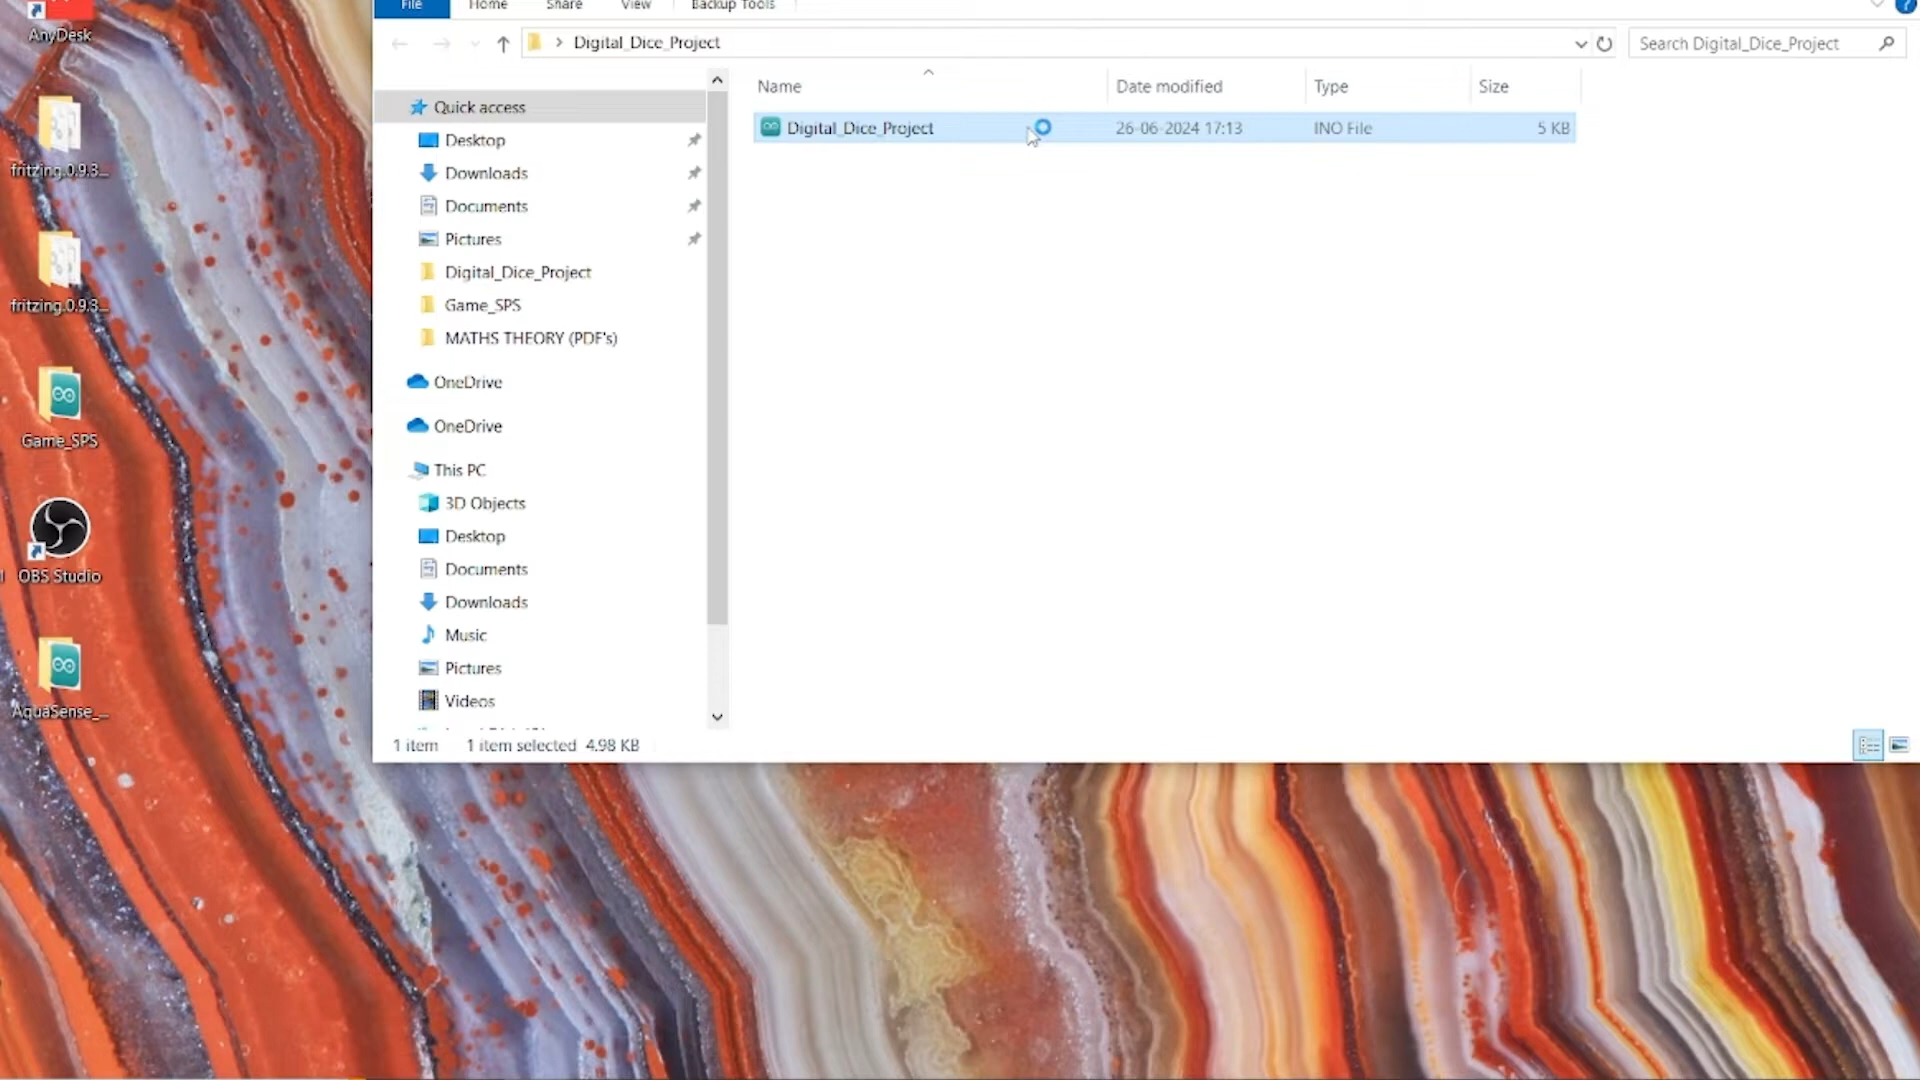 File Home Share View Backup Tools
AnyDesk
Digital_Dice_Project
Search Digital_Dice_Project
Name Date modified Type Size
Digital_Dice_Project 26-06-2024 17:13 INO File 5 KB
Quick access
Desktop
Downloads
Documents
Pictures
Digital_Dice_Project
Game_SPS
MATHS THEORY (PDF's)
OneDrive
OneDrive
This PC
3D Objects
Desktop
Documents
Downloads
Music
Pictures
Videos
1 item 1 item selected 4.98 KB
fritzing.0.9.3...
fritzing.0.9.3...
Game_SPS
OBS Studio
AquaSense_...